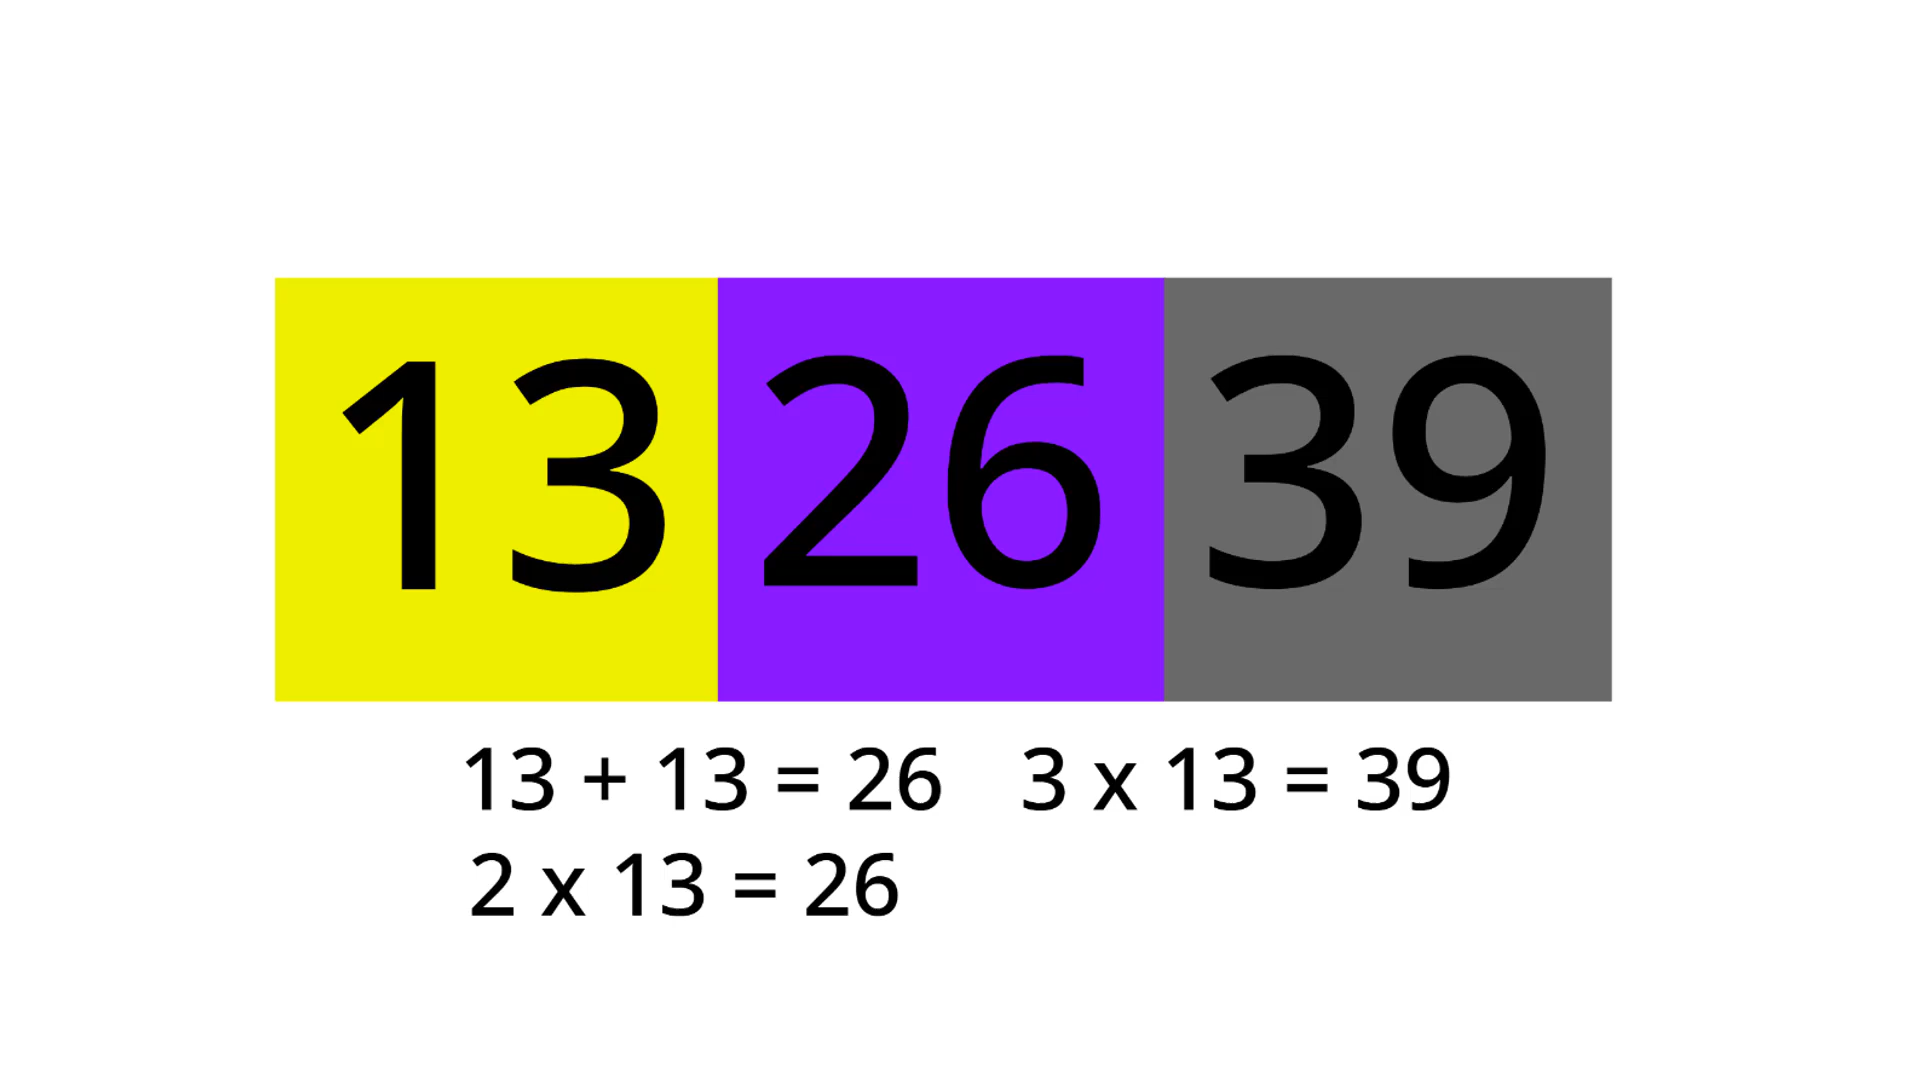 13 26 39
13 + 13 = 26 3 x 13 = 39
2 x 13 = 26